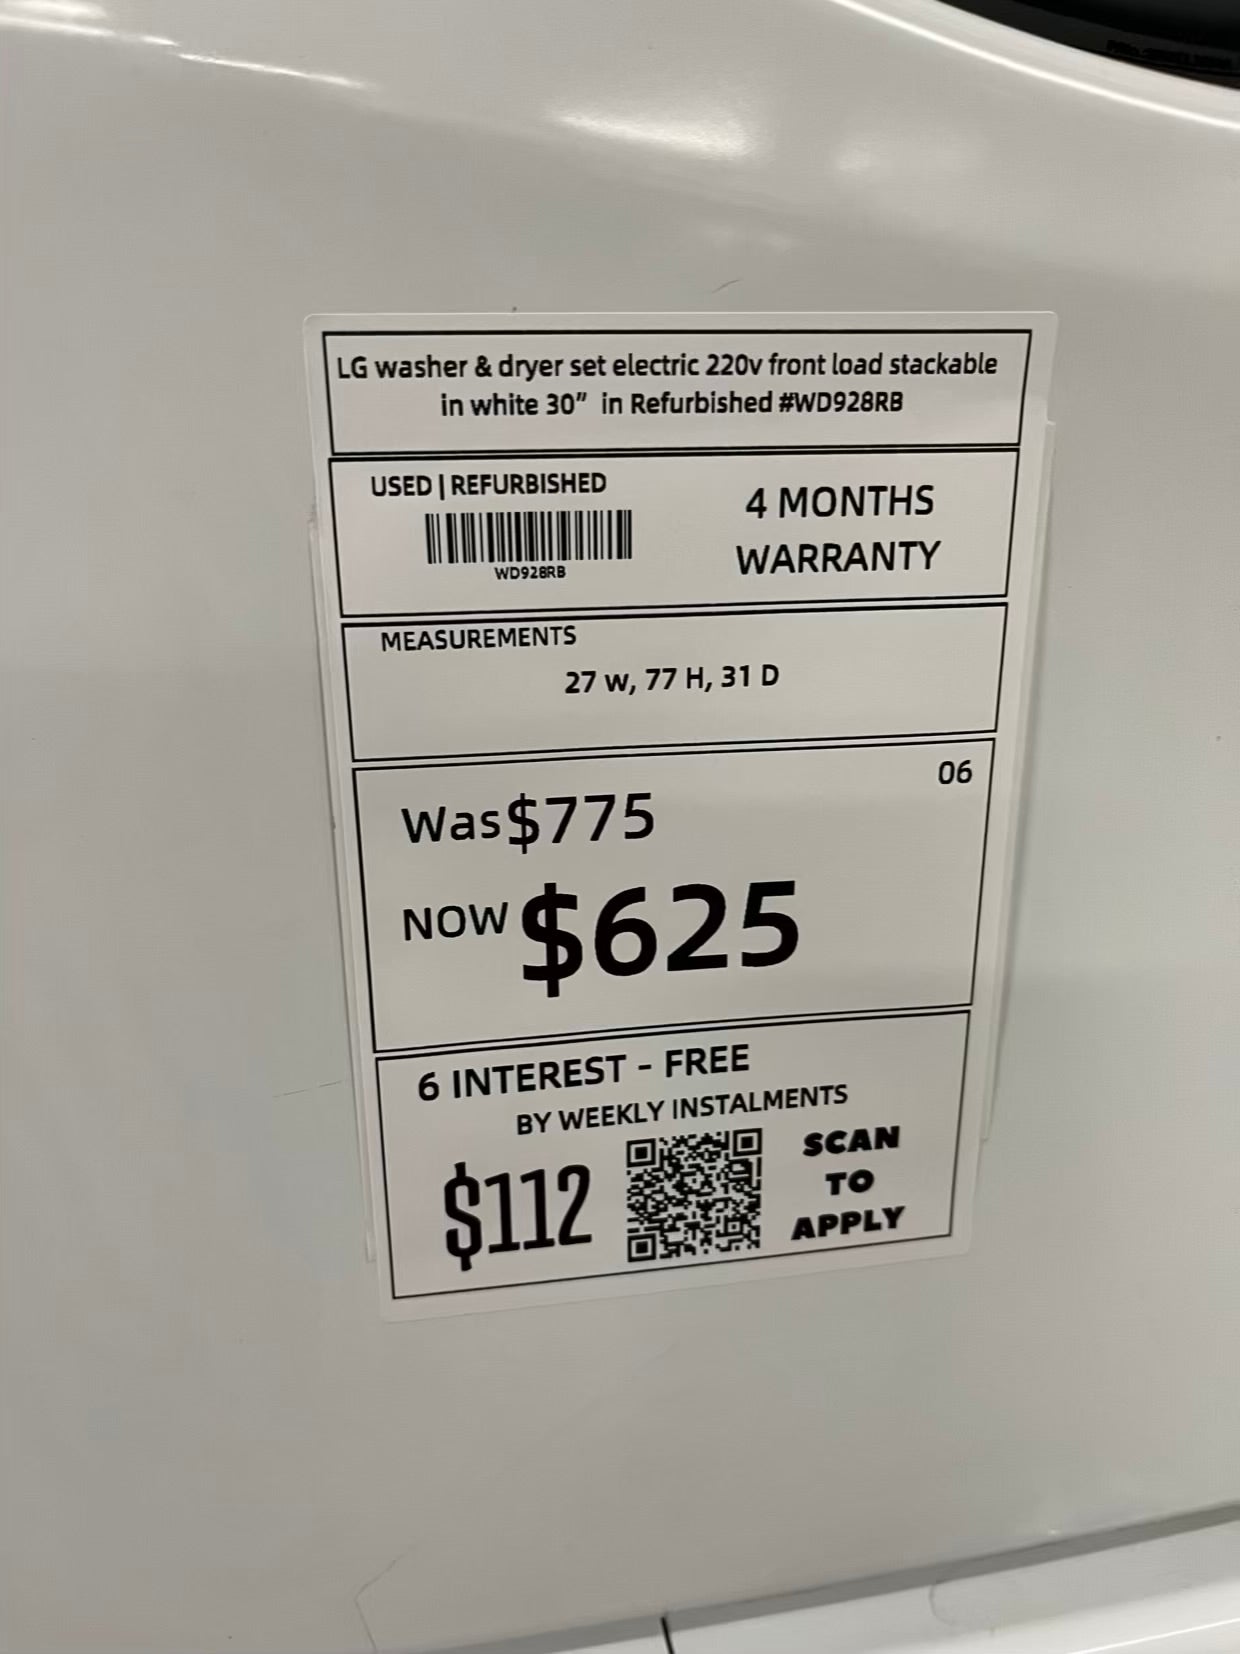 LG washer & dryer set electric 220v front load stackable
in white 30” in Refurbished #WD928RB
USED | REFURBISHED
WD928RB
4 MONTHS
WARRANTY
MEASUREMENTS
27 w, 77 H, 31 D
06
Was $775
NOW $625
6 INTEREST - FREE
BY WEEKLY INSTALMENTS
$112
SCAN
TO
APPLY